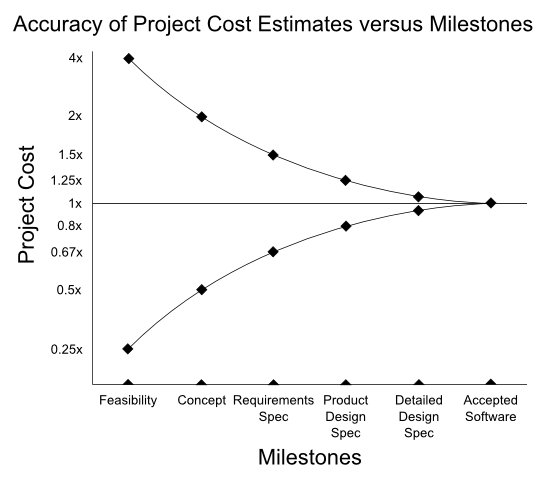 Accuracy of Project Cost Estimates versus Milestones
4x
2x
1.5x
1.25x
1x
0.8x
0.67x
0.5x
0.25x
Project Cost
Feasibility
Concept
Requirements
Spec
Product
Design
Spec
Detailed
Design
Spec
Accepted
Software
Milestones